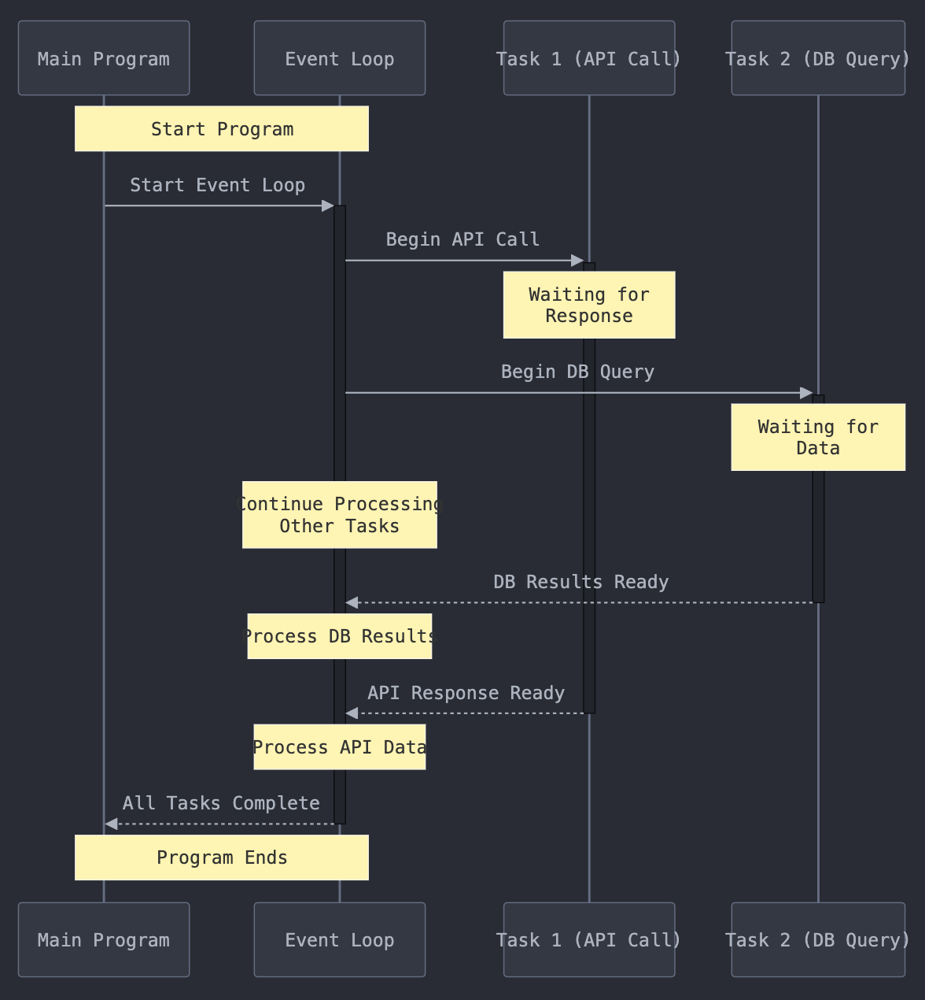 Main Program
Event Loop
Task 1 (API Call)
Task 2 (DB Query)
Start Program
Start Event Loop
Begin API Call
Waiting for
Response
Begin DB Query
Waiting for
Data
Continue Processing
Other Tasks
DB Results Ready
Process DB Results
API Response Ready
Process API Data
All Tasks Complete
Program Ends
Main Program
Event Loop
Task 1 (API Call)
Task 2 (DB Query)